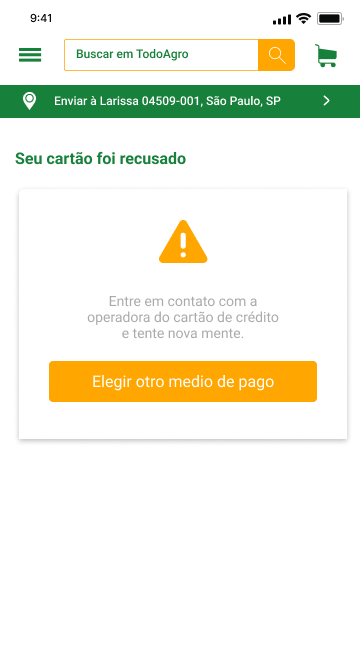 9:41
Buscar em TodoAgro
Enviar à Larissa 04509-001, São Paulo, SP
Seu cartão foi recusado
Entre em contato com a
operadora do cartão de crédito
e tente nova mente.
Elegir otro medio de pago